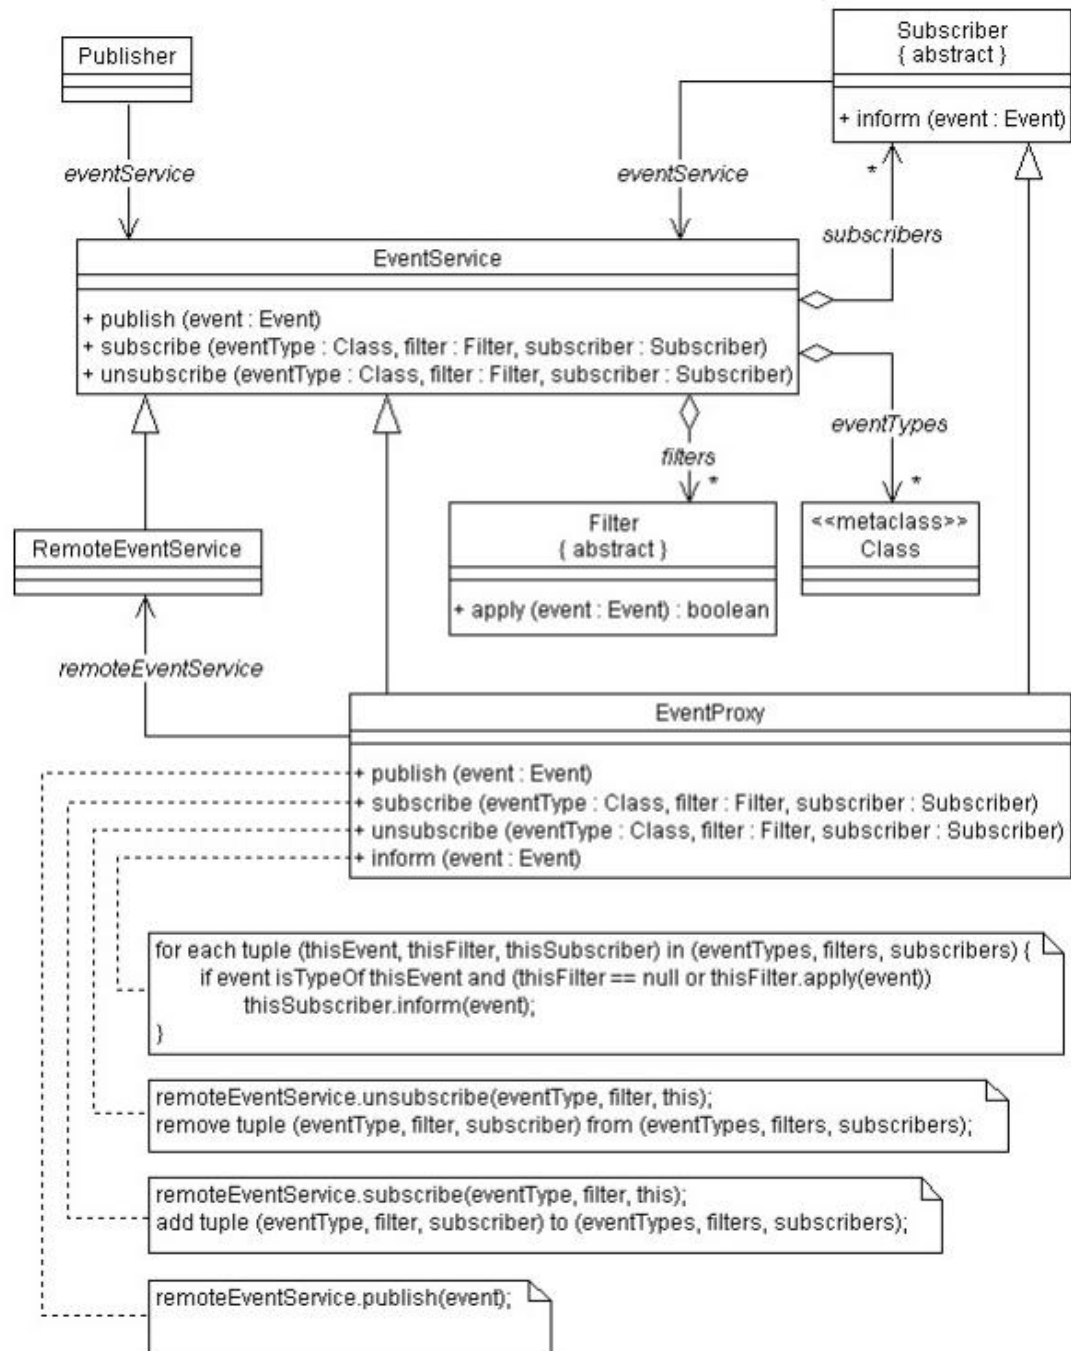 Publisher
Subscriber
{ abstract }
+ inform (event : Event)
eventService
eventService
*
subscribers
EventService
+ publish (event : Event)
+ subscribe (eventType : Class, filter : Filter, subscriber : Subscriber)
+ unsubscribe (eventType : Class, filter : Filter, subscriber : Subscriber)
eventTypes
filters
*
*
Filter
{ abstract }
+ apply (event : Event) : boolean
<<metaclass>>
Class
RemoteEventService
remoteEventService
EventProxy
+ publish (event : Event)
+ subscribe (eventType : Class, filter : Filter, subscriber : Subscriber)
+ unsubscribe (eventType : Class, filter : Filter, subscriber : Subscriber)
+ inform (event : Event)
for each tuple (thisEvent, thisFilter, thisSubscriber) in (eventTypes, filters, subscribers) {
if event isTypeOf thisEvent and (thisFilter == null or thisFilter.apply(event))
thisSubscriber.inform(event);
}
remoteEventService.unsubscribe(eventType, filter, this);
remove tuple (eventType, filter, subscriber) from (eventTypes, filters, subscribers);
remoteEventService.subscribe(eventType, filter, this);
add tuple (eventType, filter, subscriber) to (eventTypes, filters, subscribers);
remoteEventService.publish(event);